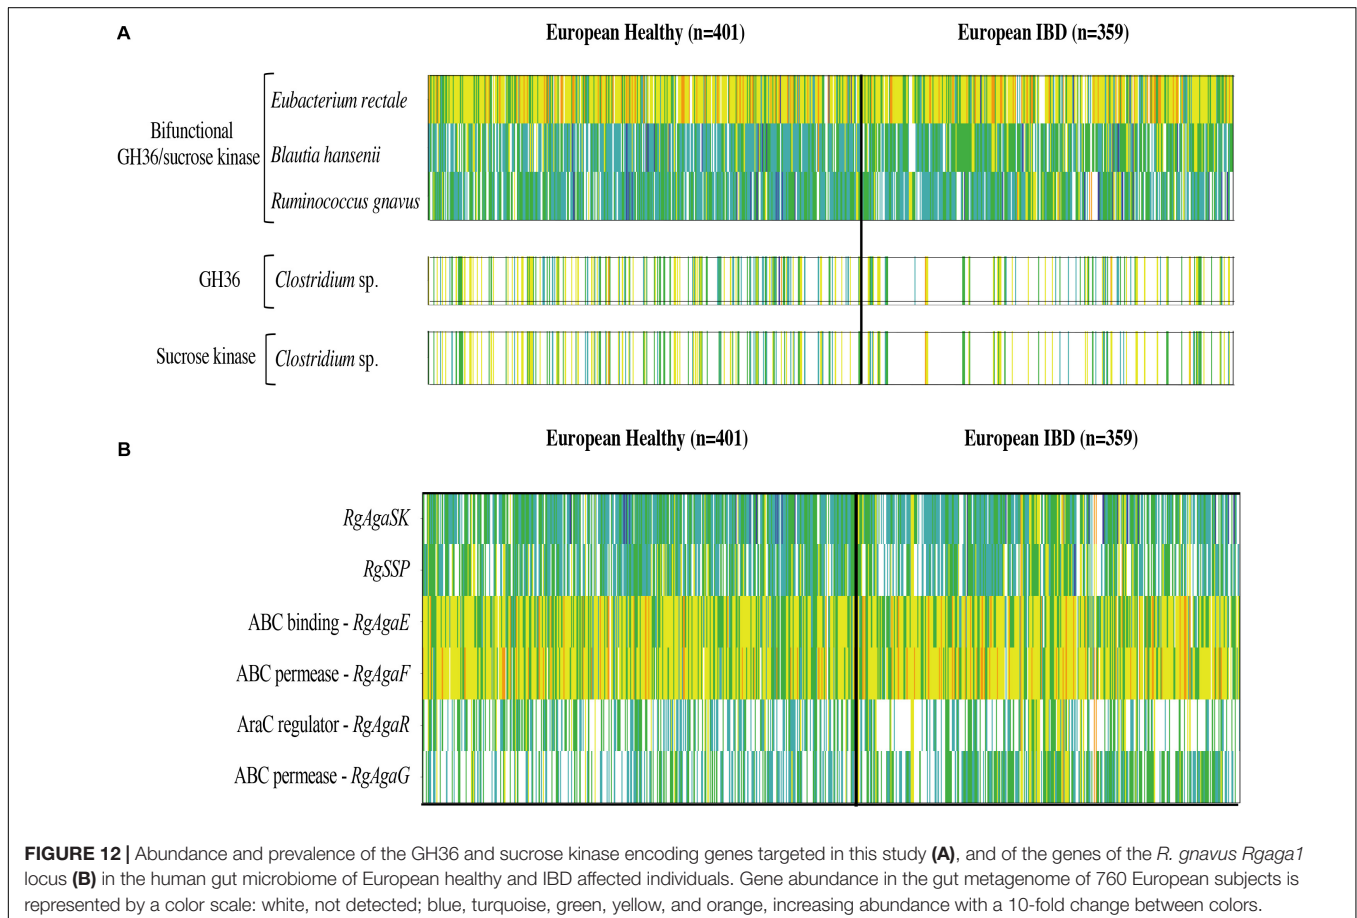 A
European Healthy (n=401) European IBD (n=359)
Bifunctional
GH36/sucrose kinase
Eubacterium rectale
Blautia hansenii
Ruminococcus gnavus
GH36
Clostridium sp.
Sucrose kinase
Clostridium sp.
B
European Healthy (n=401) European IBD (n=359)
RgAgaSK
RgSSP
ABC binding - RgAgaE
ABC permease - RgAgaF
AraC regulator - RgAgaR
ABC permease - RgAgaG
FIGURE 12 | Abundance and prevalence of the GH36 and sucrose kinase encoding genes targeted in this study (A), and of the genes of the R. gnavus Rgaga1
locus (B) in the human gut microbiome of European healthy and IBD affected individuals. Gene abundance in the gut metagenome of 760 European subjects is
represented by a color scale: white, not detected; blue, turquoise, green, yellow, and orange, increasing abundance with a 10-fold change between colors.